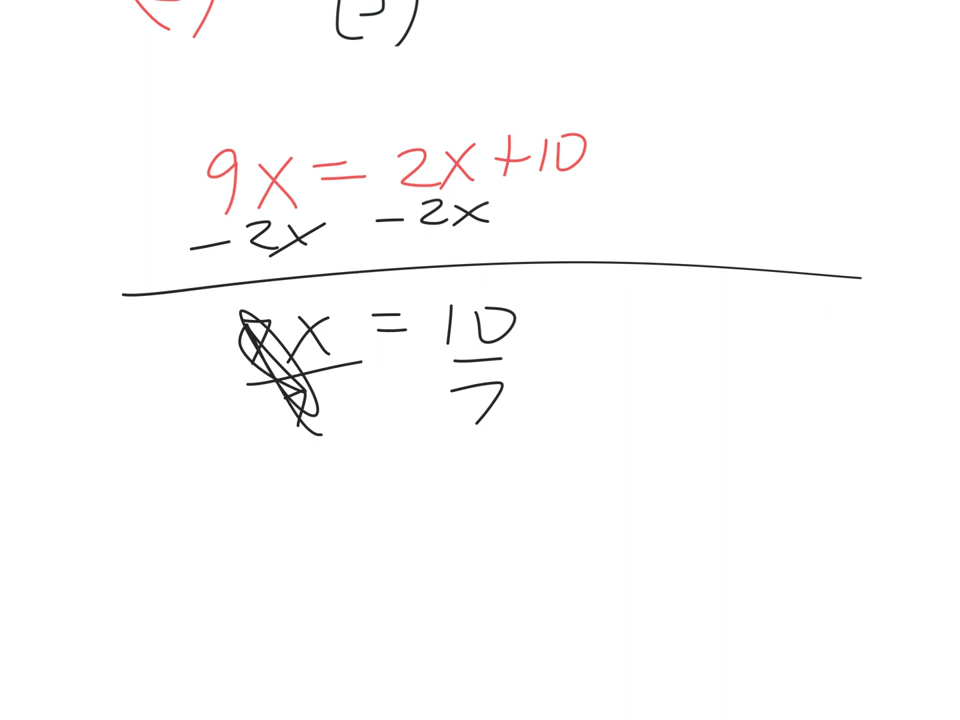 9x = 2x + 10
- 2x - 2x
x = 10
7